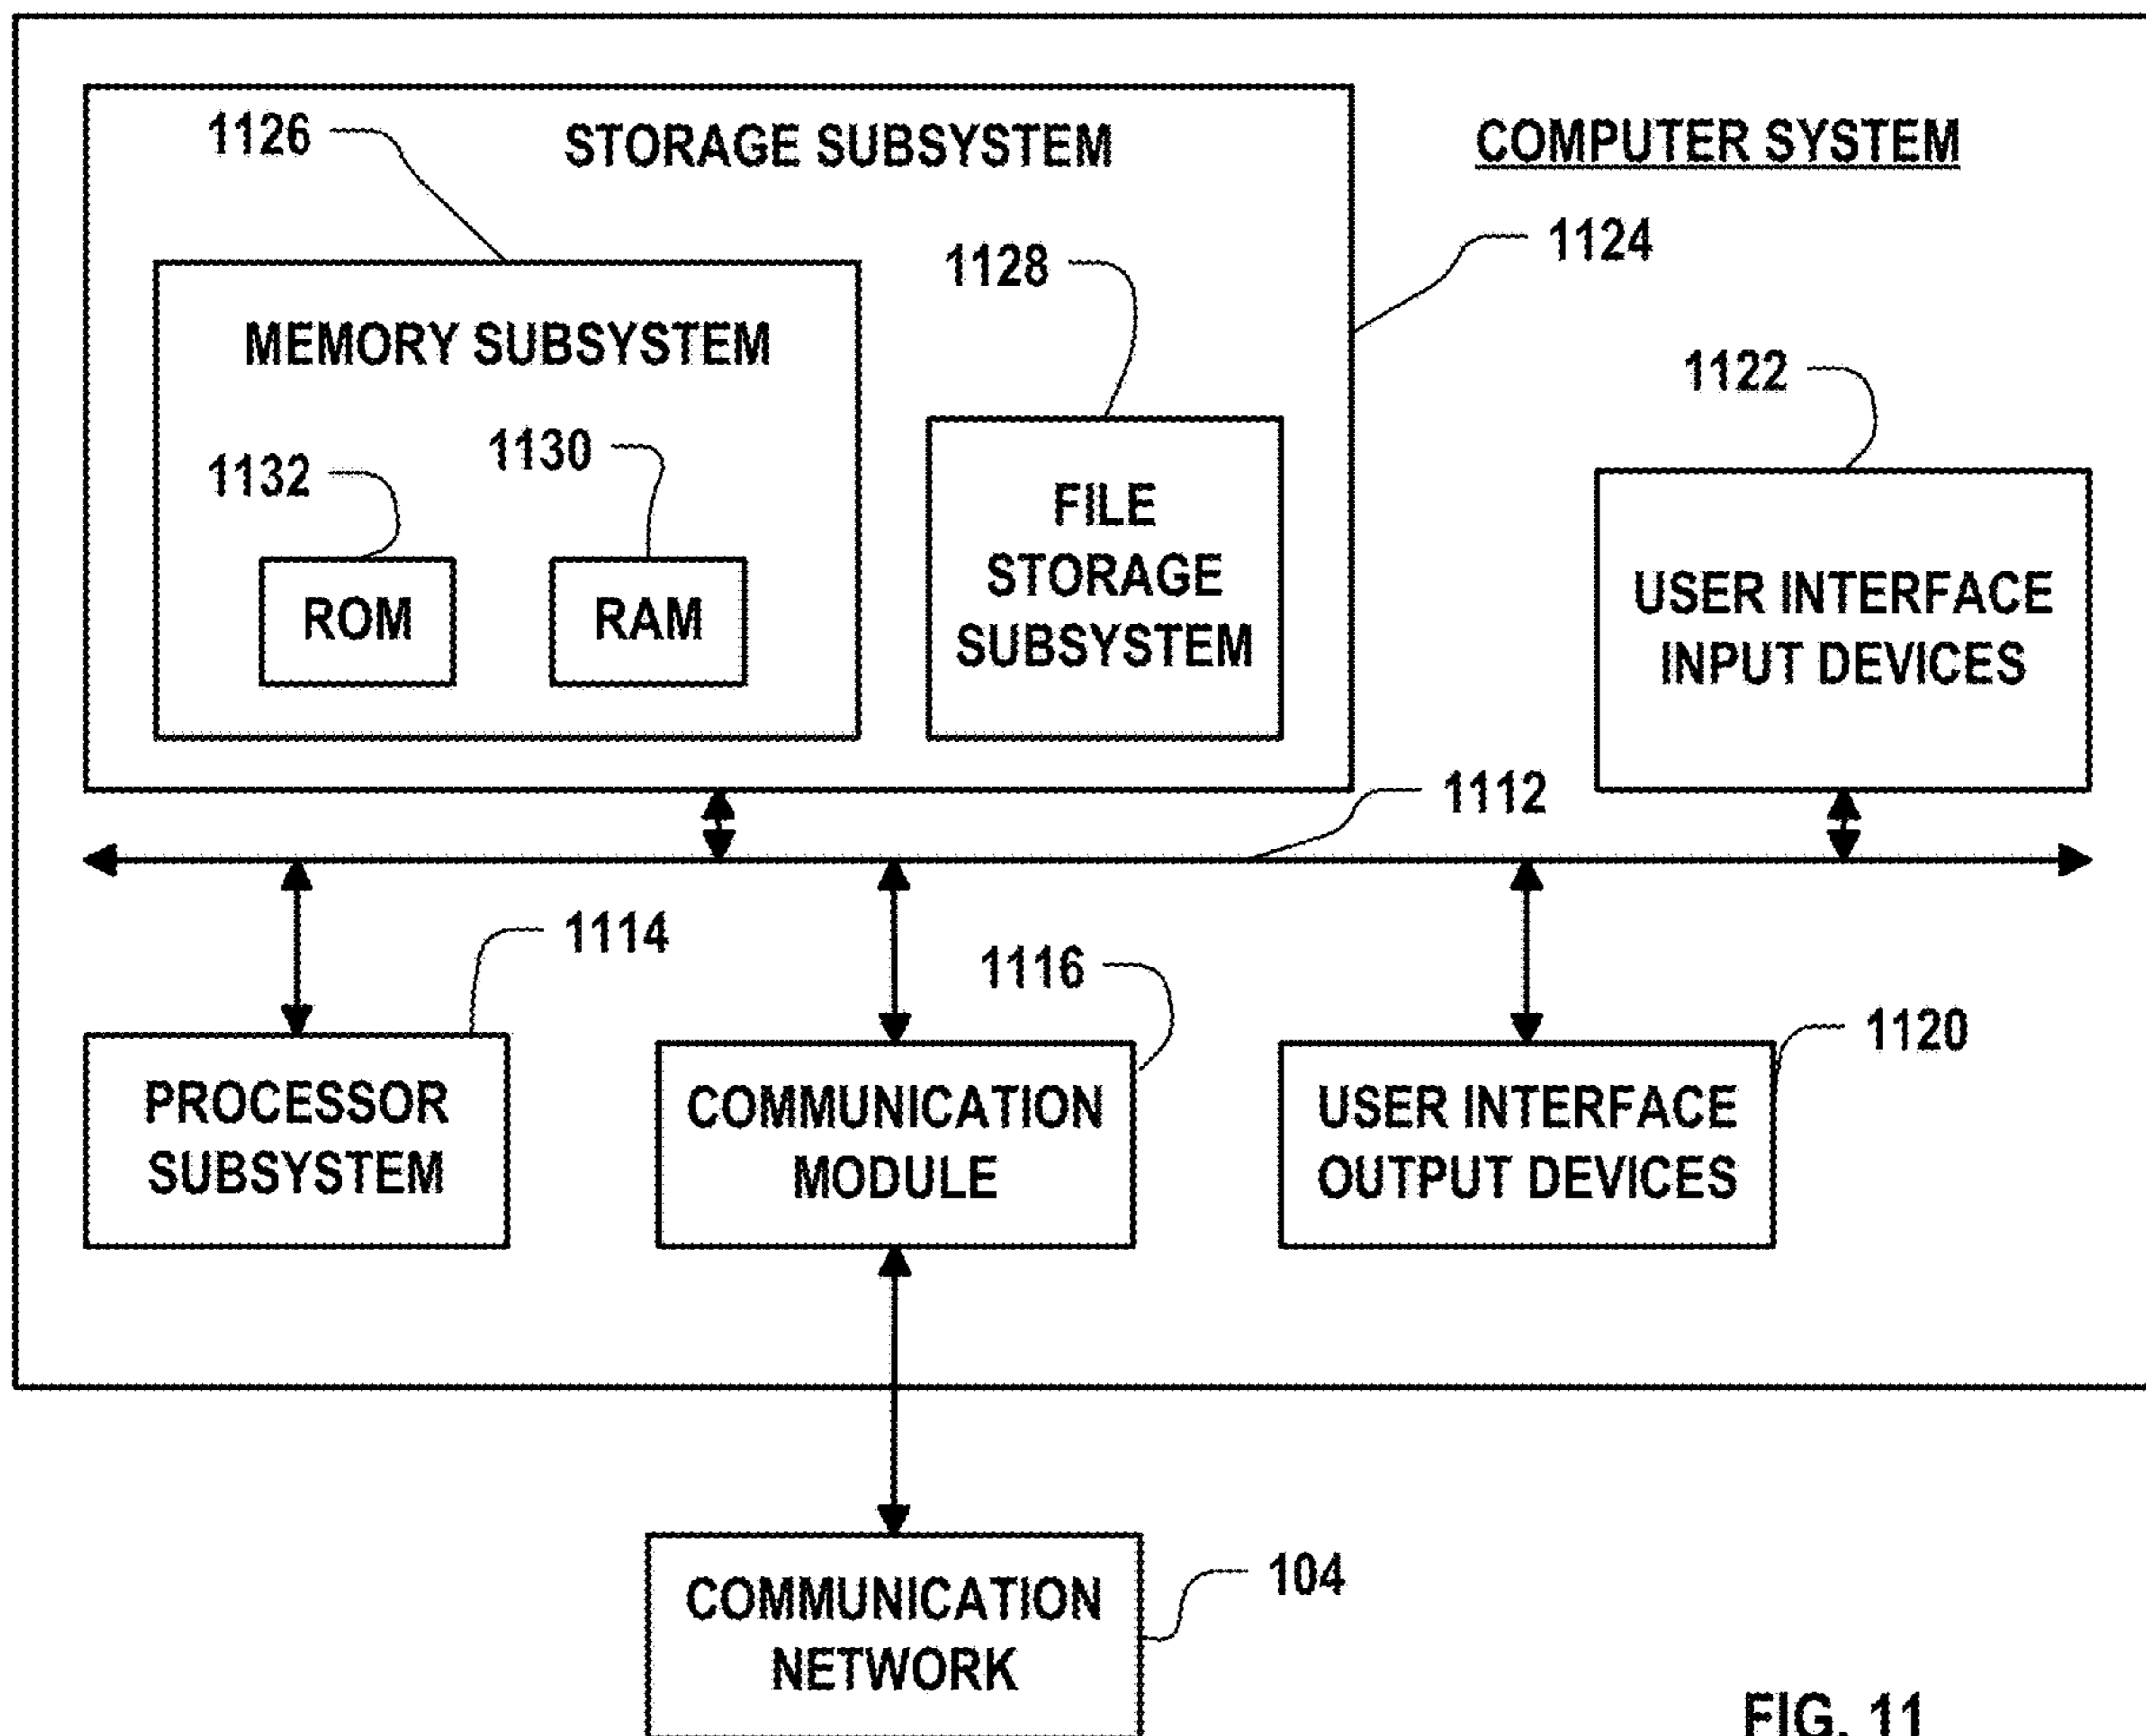 STORAGE SUBSYSTEM
COMPUTER SYSTEM
1126
1124
1128
MEMORY SUBSYSTEM
1122
1132
1130
ROM
RAM
FILE
STORAGE
SUBSYSTEM
USER INTERFACE
INPUT DEVICES
1112
1114
1116
1120
PROCESSOR
SUBSYSTEM
COMMUNICATION
MODULE
USER INTERFACE
OUTPUT DEVICES
COMMUNICATION
NETWORK
104
FIG. 11